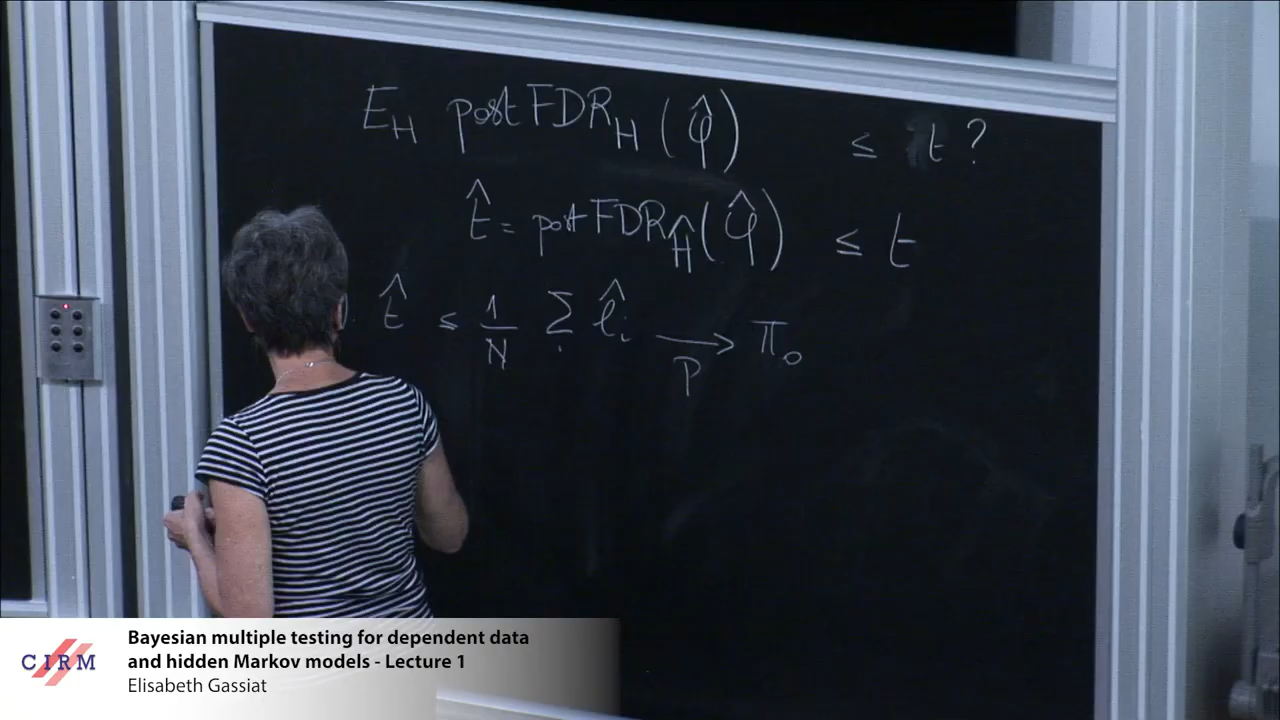 E_H postFDR_H (φ̂) ≤ t ?
t̂ = postFDR_Ĥ (φ̂) ≤ t
t̂ ≤ 1/N Σ_i ℓ̂_i →_P Π_0
CIRM
Bayesian multiple testing for dependent data
and hidden Markov models - Lecture 1
Elisabeth Gassiat